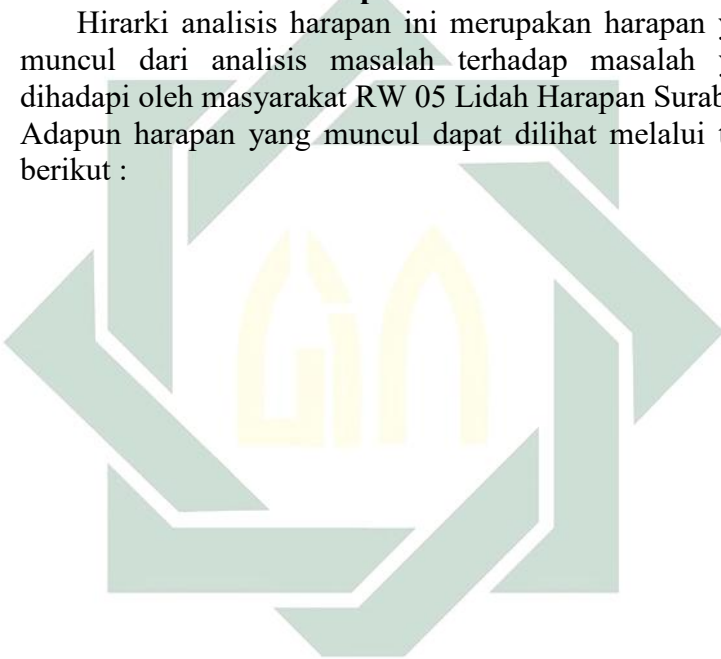 Hirarki analisis harapan ini merupakan harapan
muncul dari analisis masalah terhadap masalah
dihadapi oleh masyarakat RW 05 Lidah Harapan
Adapun harapan yang muncul dapat dilihat melalui
berikut :